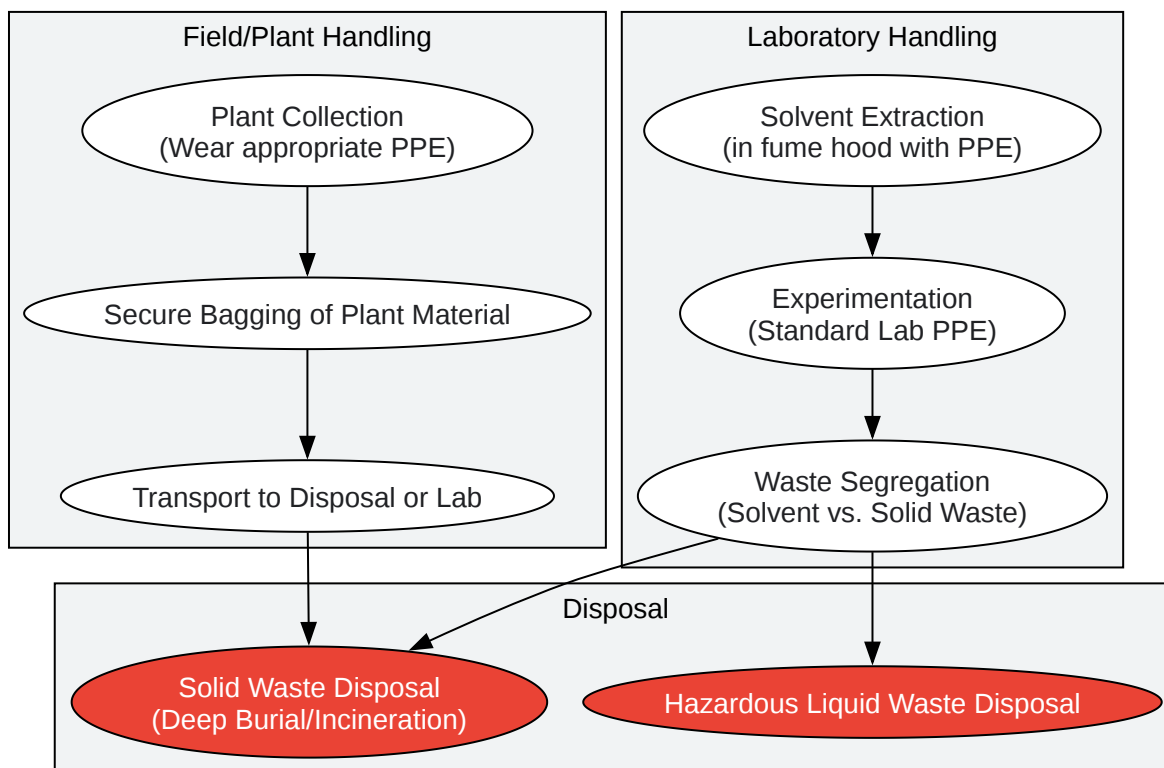 Field/Plant Handling
Plant Collection
(Wear appropriate PPE)
Secure Bagging of Plant Material
Transport to Disposal or Lab
Laboratory Handling
Solvent Extraction
(in fume hood with PPE)
Experimentation
(Standard Lab PPE)
Waste Segregation
(Solvent vs. Solid Waste)
Disposal
Solid Waste Disposal
(Deep Burial/Incineration)
Hazardous Liquid Waste Disposal